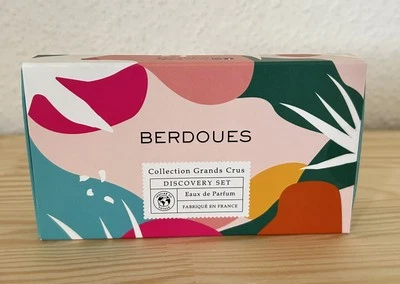 BERDOUES
Collection Grands Crus
DISCOVERY SET
Eaux de Parfum
FABRIQUÉ EN FRANCE